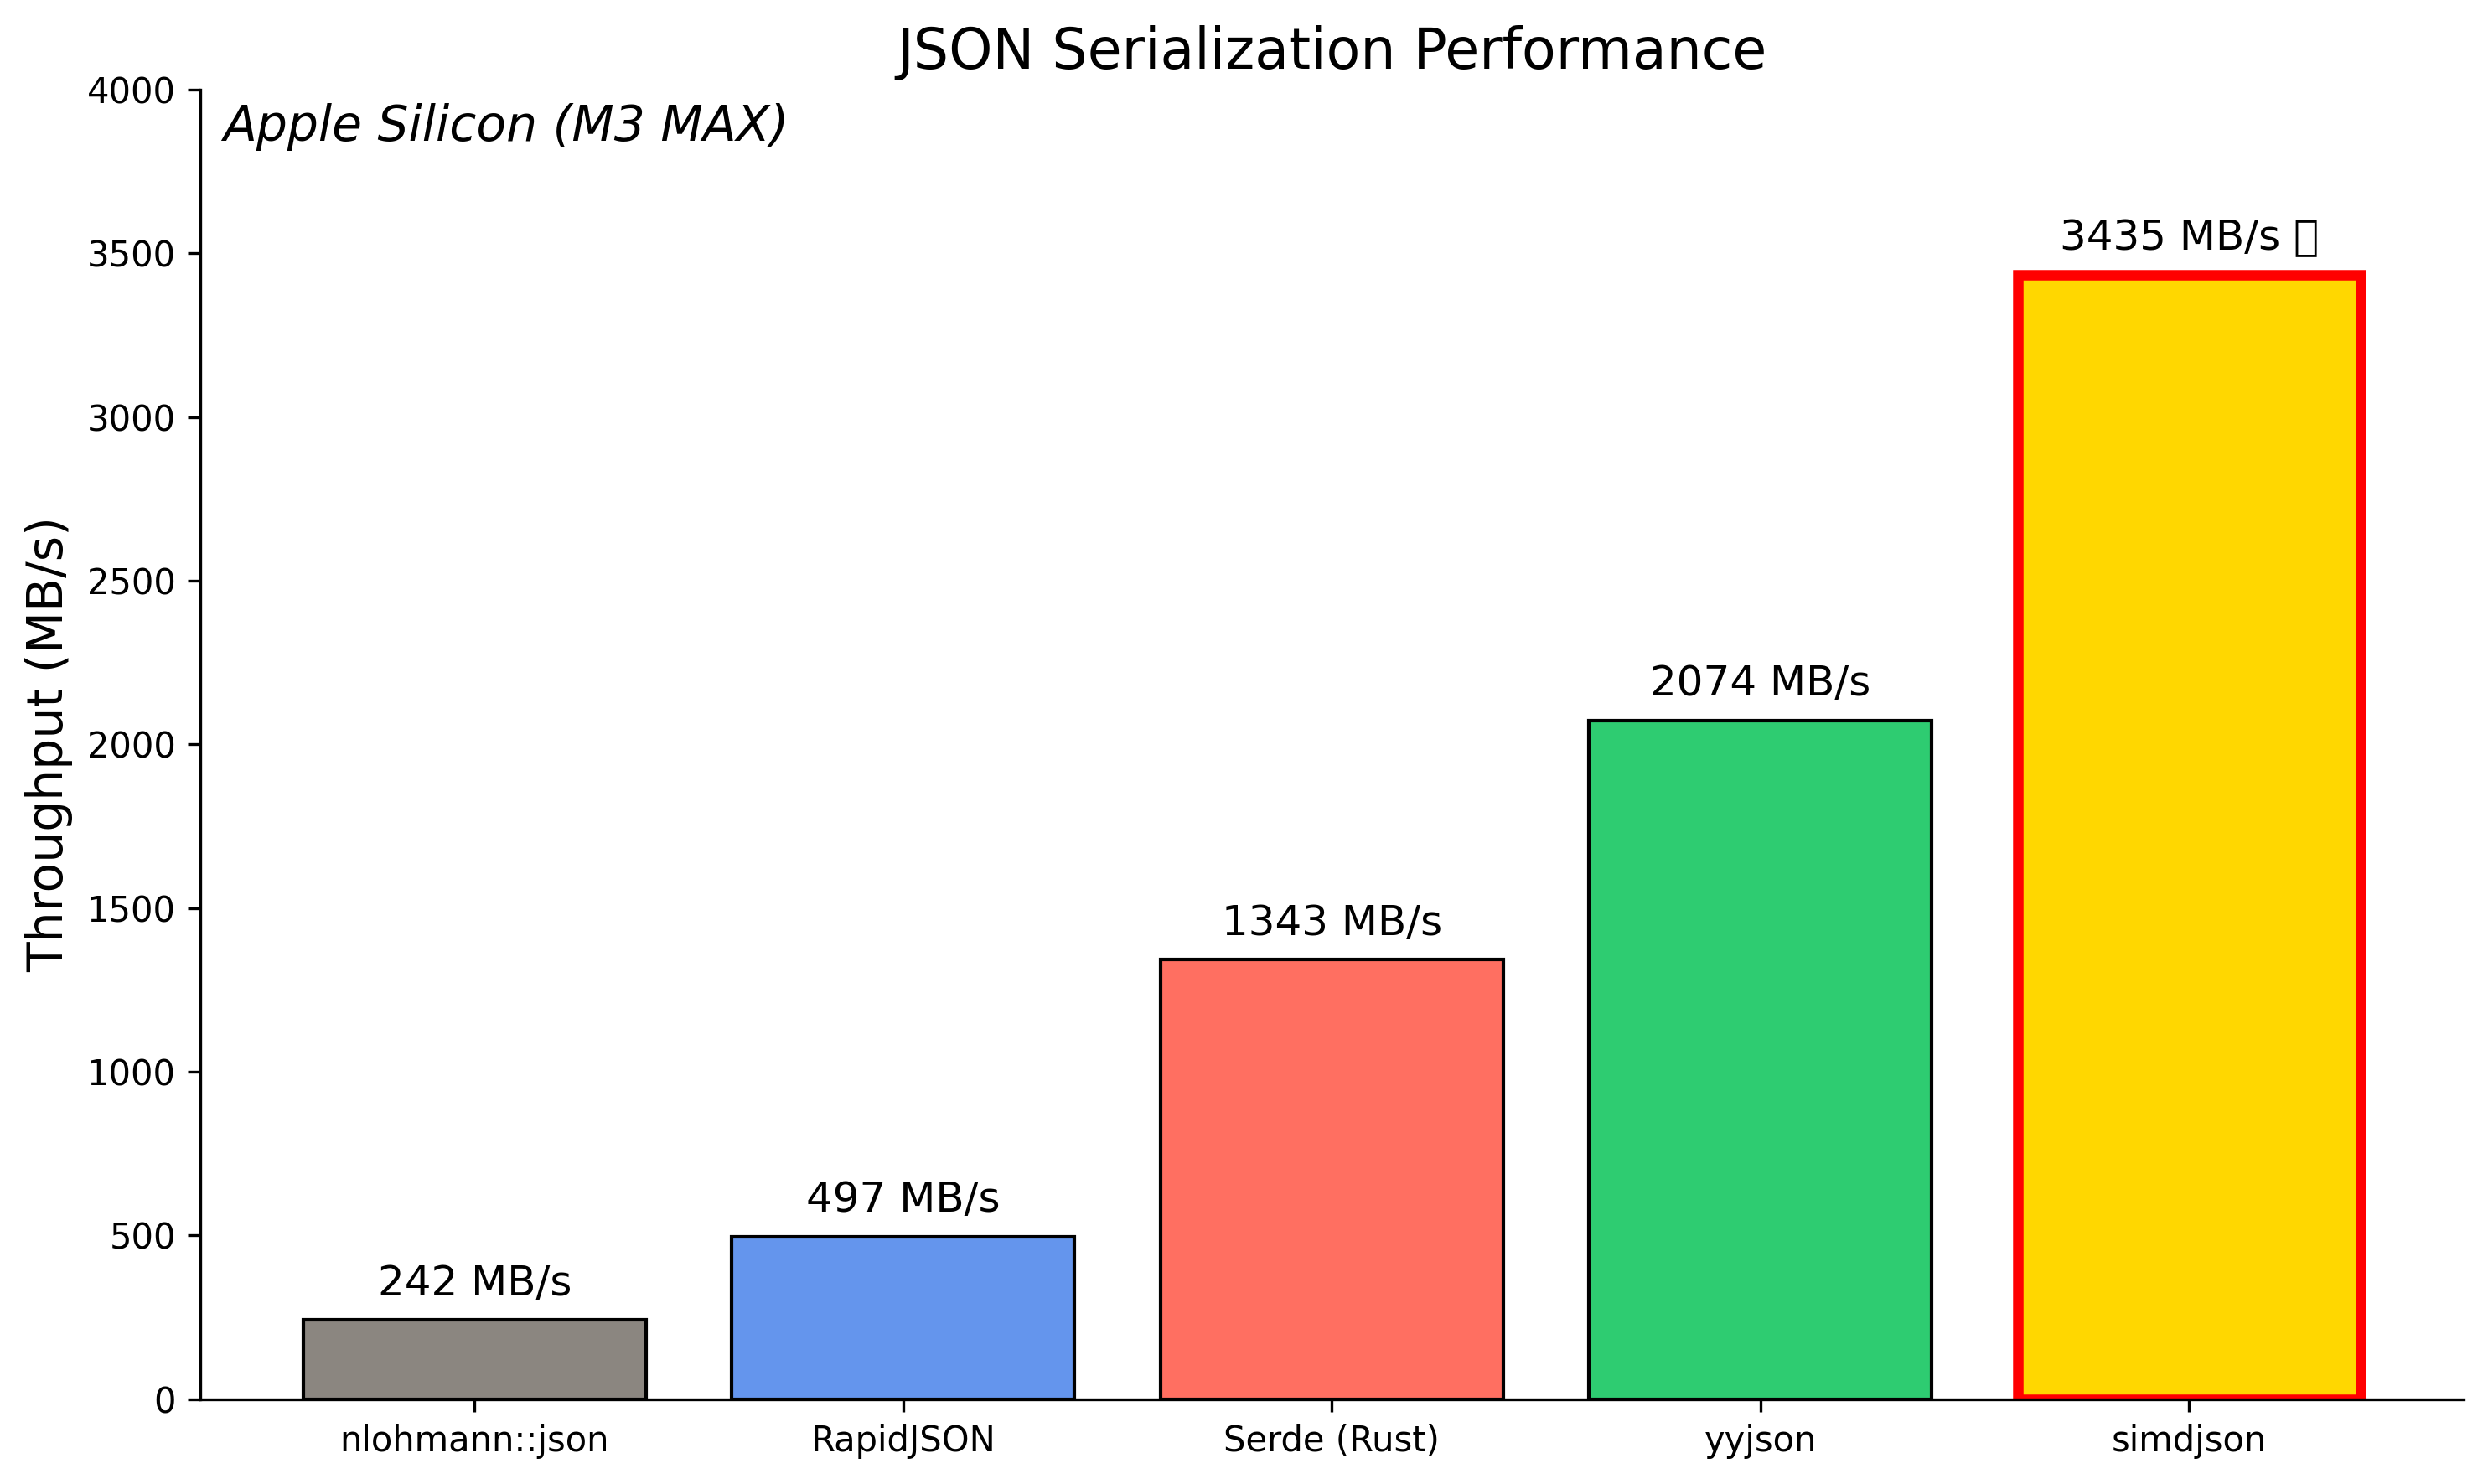 JSON Serialization Performance
Apple Silicon (M3 MAX)
Throughput (MB/s)
4000
3500
3000
2500
2000
1500
1000
500
0
242 MB/s
497 MB/s
1343 MB/s
2074 MB/s
3435 MB/s
nlohmann::json
RapidJSON
Serde (Rust)
yyjson
simdjson